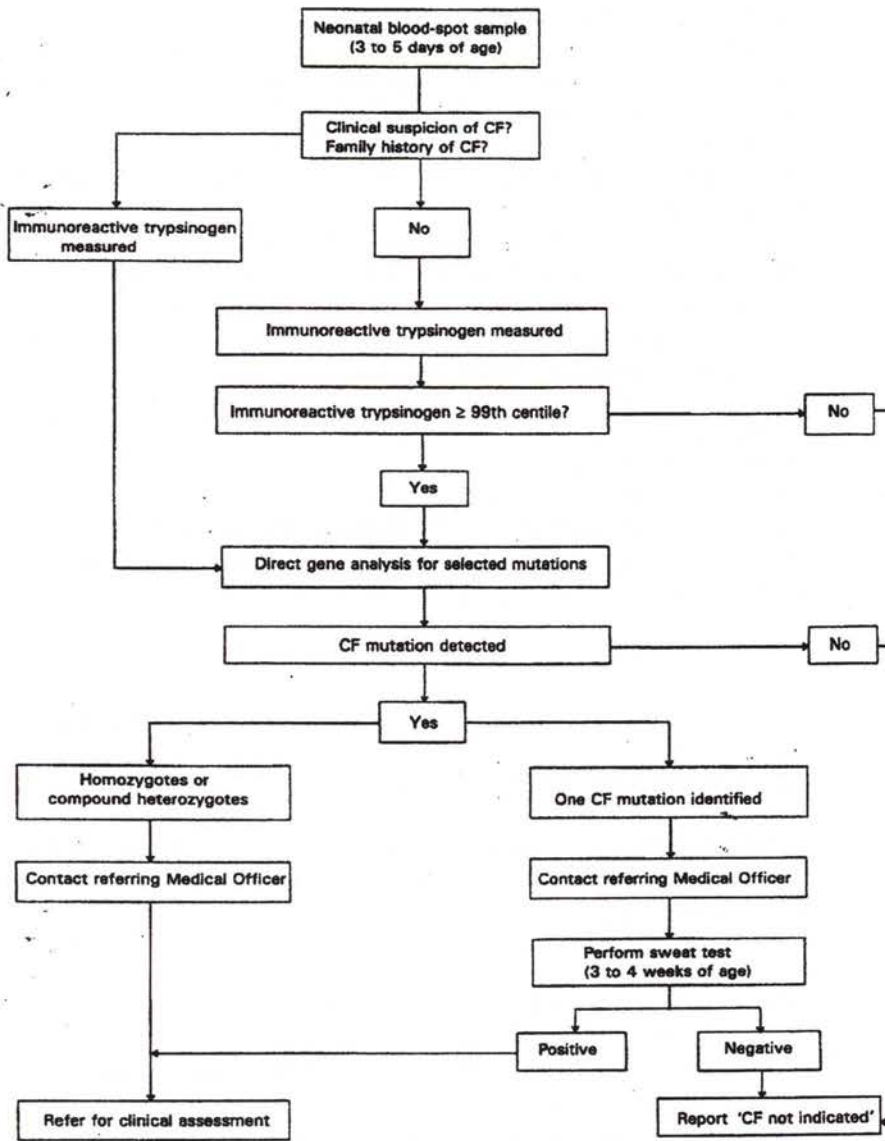 Neonatal blood-spot sample
(3 to 5 days of age)
Clinical suspicion of CF?
Family history of CF?
Immunoreactive trypsinogen
measured
No
Immunoreactive trypsinogen measured
Immunoreactive trypsinogen ≥ 99th centile?
No
Yes
Direct gene analysis for selected mutations
CF mutation detected
No
Yes
Homozygotes or
compound heterozygotes
One CF mutation identified
Contact referring Medical Officer
Contact referring Medical Officer
Perform sweat test
(3 to 4 weeks of age)
Positive
Negative
Refer for clinical assessment
Report 'CF not indicated'